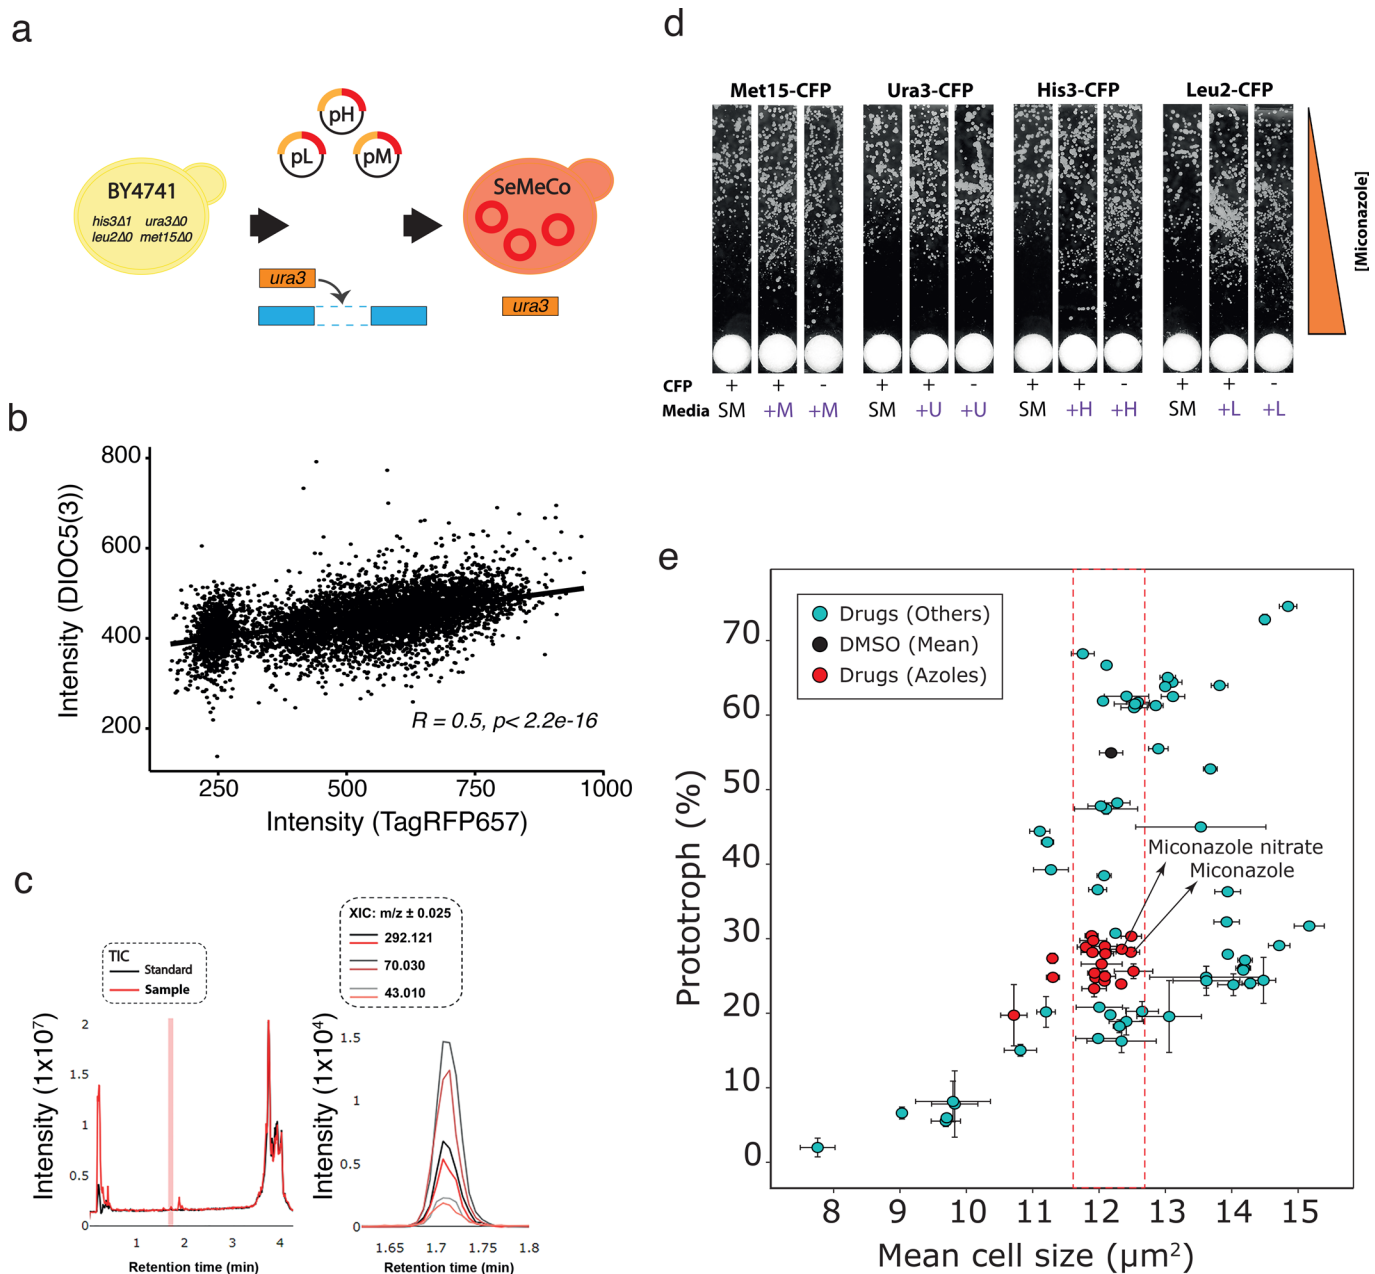 a
BY4741
his3Δ1 ura3Δ0
leu2Δ0 met15Δ0
pH
pL
pM
ura3
SeMeCo
ura3
b
Intensity (DIOC5(3))
800
600
400
200
R = 0.5, p< 2.2e-16
250
500
750
1000
Intensity (TagRFP657)
c
TIC
Standard
Sample
Intensity (1x10⁷)
2
1.5
1
0.5
0
1
2
3
4
Retention time (min)
XIC: m/z ± 0.025
292.121
70.030
43.010
Intensity (1x10⁴)
1.5
1
0.5
0
1.65
1.7
1.75
1.8
Retention time (min)
d
Met15-CFP
Ura3-CFP
His3-CFP
Leu2-CFP
[Miconazole]
CFP + + - + + - + + - + + -
Media SM +M +M SM +U +U SM +H +H SM +L +L
e
Drugs (Others)
DMSO (Mean)
Drugs (Azoles)
Miconazole nitrate
Miconazole
Prototroph (%)
70
60
50
40
30
20
10
0
8
9
10
11
12
13
14
15
Mean cell size (µm²)